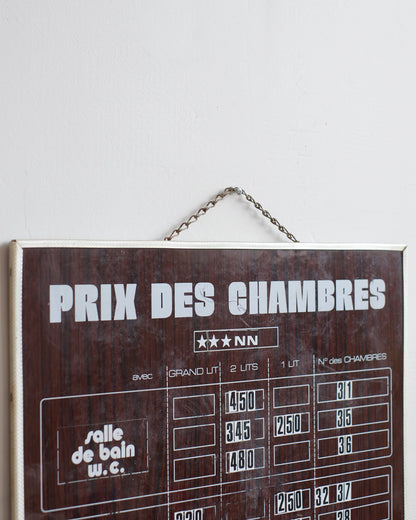 PRIX DES CHAMBRES
★★★NN
avec GRAND LIT 2 LITS 1 LIT Nos des CHAMBRES
450 31
salle 345 250 35
de bain 480 36
w.c.
250 32 37